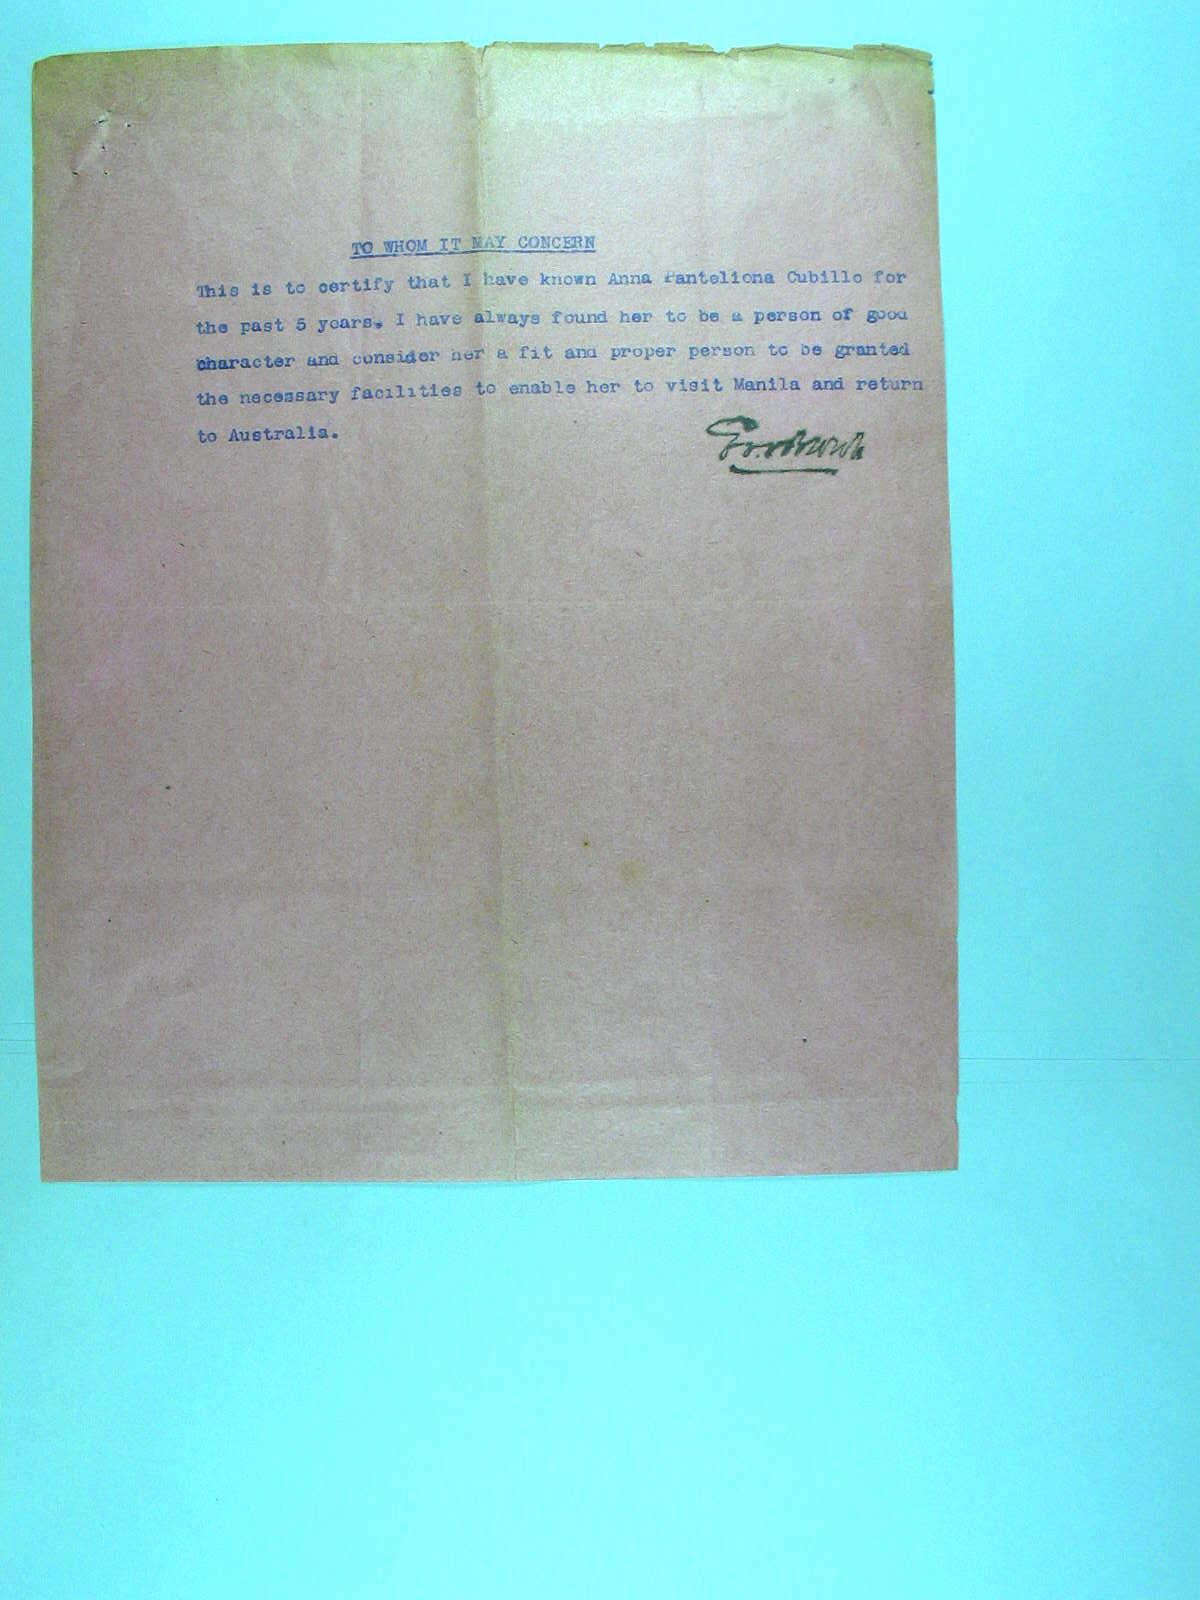 TO WHOM IT MAY CONCERN
This is to certify that I have known Anna Panteliona Cubillo for
the past 5 years. I have always found her to be a person of good
character and consider her a fit and proper person to be granted
the necessary facilities to enable her to visit Manila and return
to Australia.